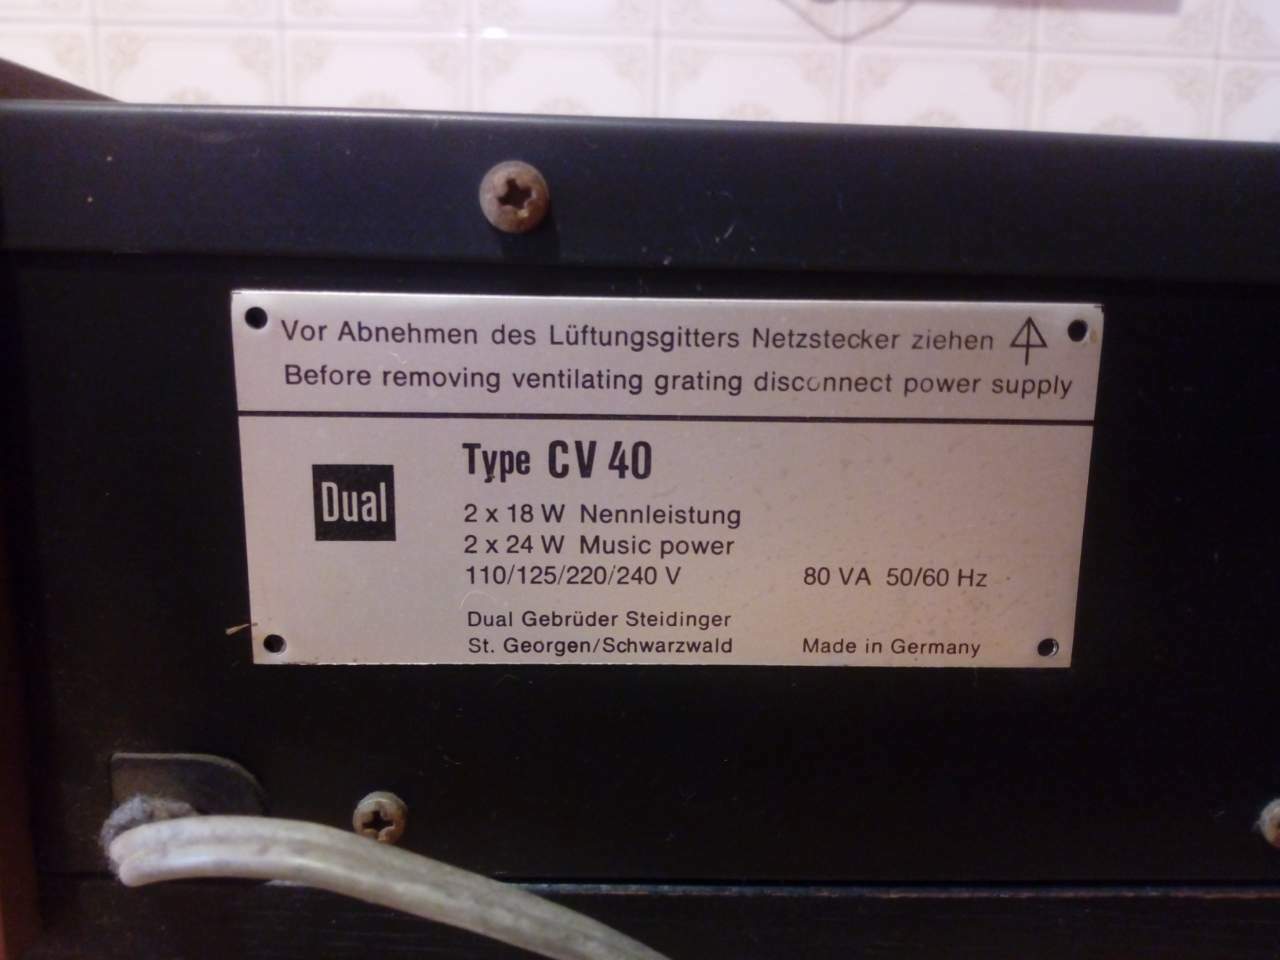 Vor Abnehmen des Lüftungsgitters Netzstecker ziehen
Before removing ventilating grating disconnect power supply
Type CV 40
Dual
2 x 18 W Nennleistung
2 x 24 W Music power
110/125/220/240 V 80 VA 50/60 Hz
Dual Gebrüder Steidinger
St. Georgen/Schwarzwald Made in Germany